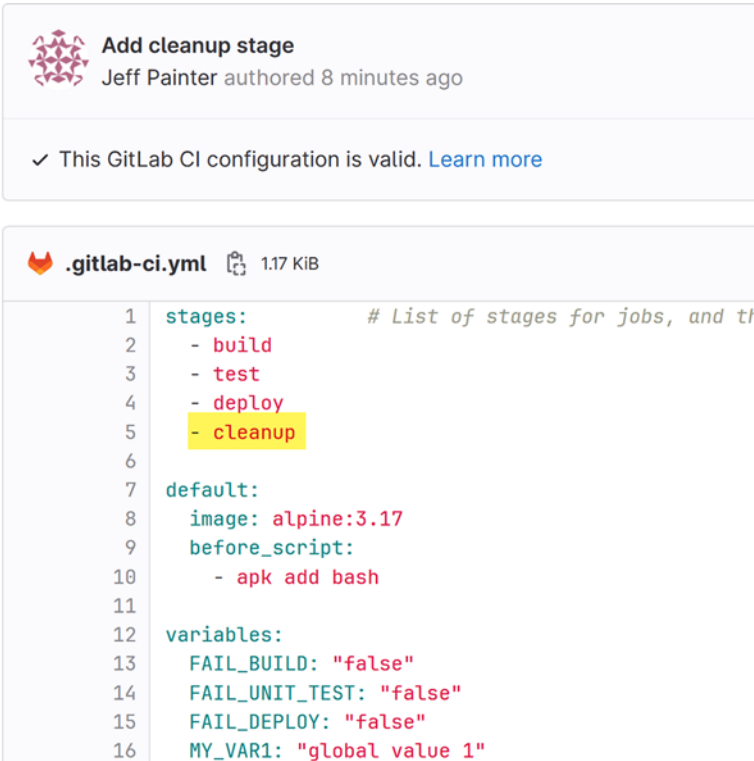 Add cleanup stage
Jeff Painter authored 8 minutes ago
This GitLab CI configuration is valid. Learn more
.gitlab-ci.yml 1.17 KiB
1 stages: # List of stages for jobs, and
2 - build
3 - test
4 - deploy
5 - cleanup
6
7 default:
8 image: alpine:3.17
9 before_script:
10 - apk add bash
11
12 variables:
13 FAIL_BUILD: "false"
14 FAIL_UNIT_TEST: "false"
15 FAIL_DEPLOY: "false"
16 MY_VAR1: "global value 1"